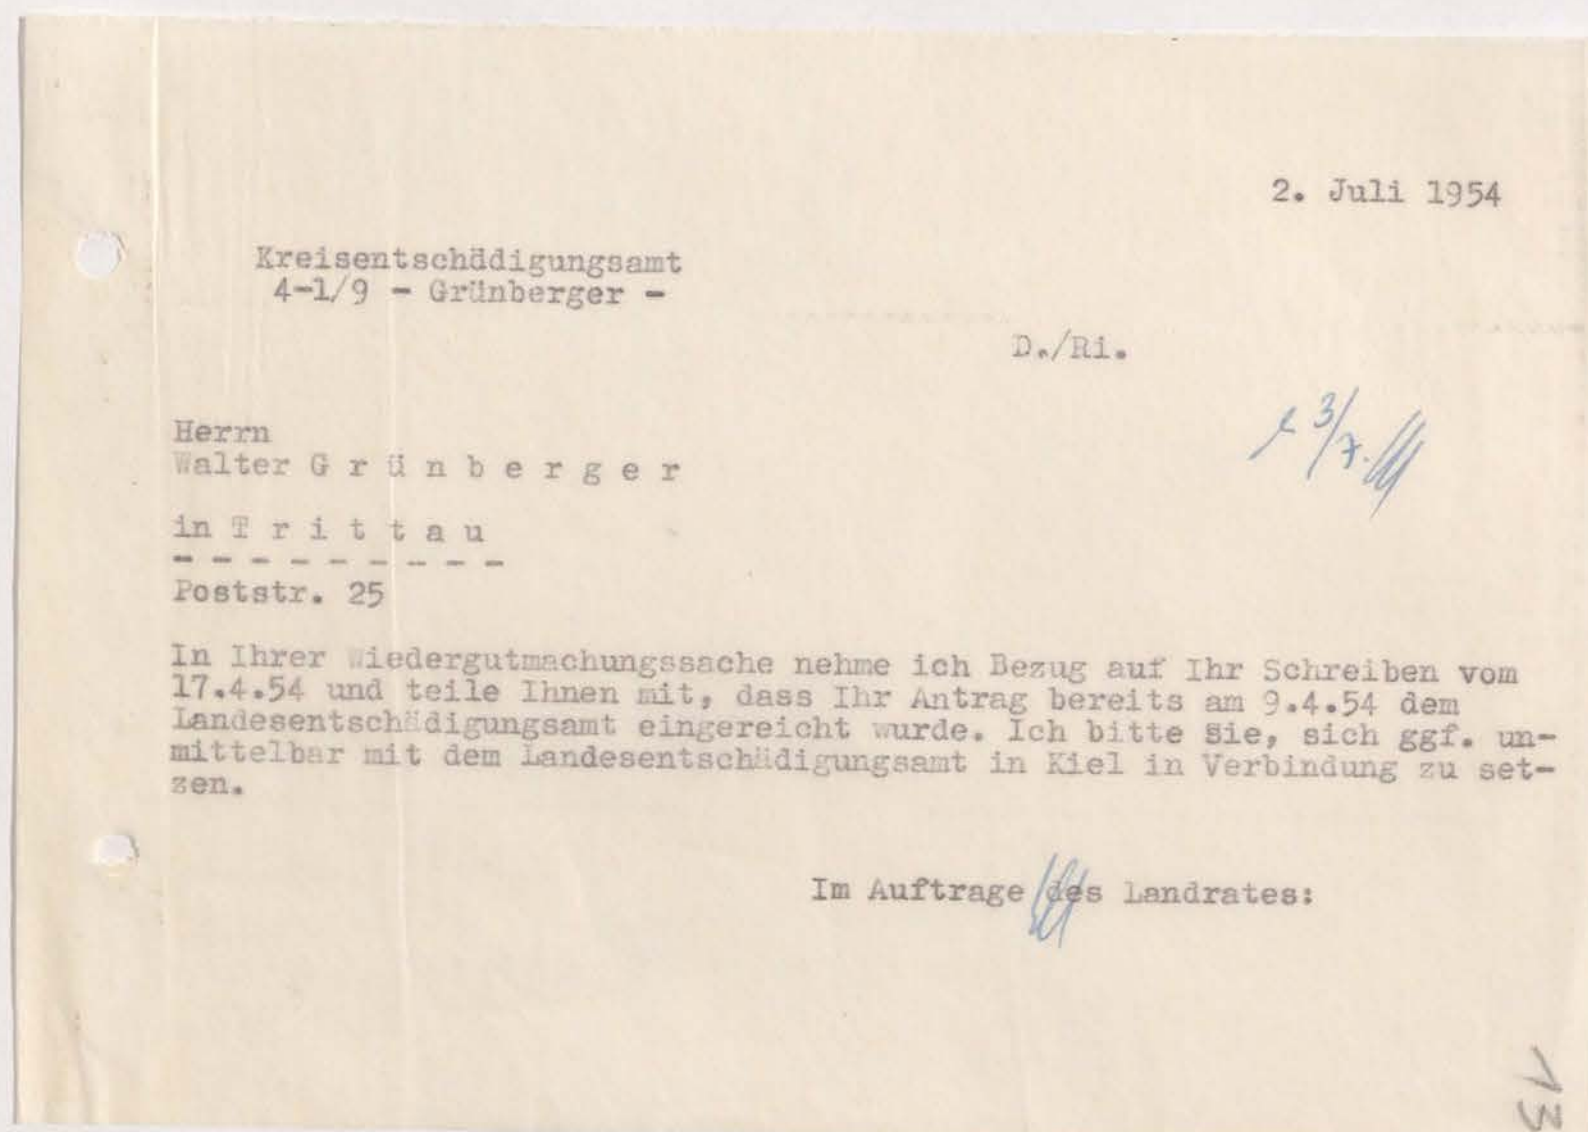 2. Juli 1954
Kreisentschädigungsamt
4-1/9 - Grünberger -
D./Ri.
3/7.
Herrn
Walter G r ü n b e r g e r
in T r i t t a u
- - - - - - - - -
Poststr. 25
In Ihrer Wiedergutmachungssache nehme ich Bezug auf Ihr Schreiben vom
17.4.54 und teile Ihnen mit, dass Ihr Antrag bereits am 9.4.54 dem
Landesentschädigungsamt eingereicht wurde. Ich bitte Sie, sich ggf. un-
mittelbar mit dem Landesentschädigungsamt in Kiel in Verbindung zu set-
zen.
Im Auftrage des Landrates:
13